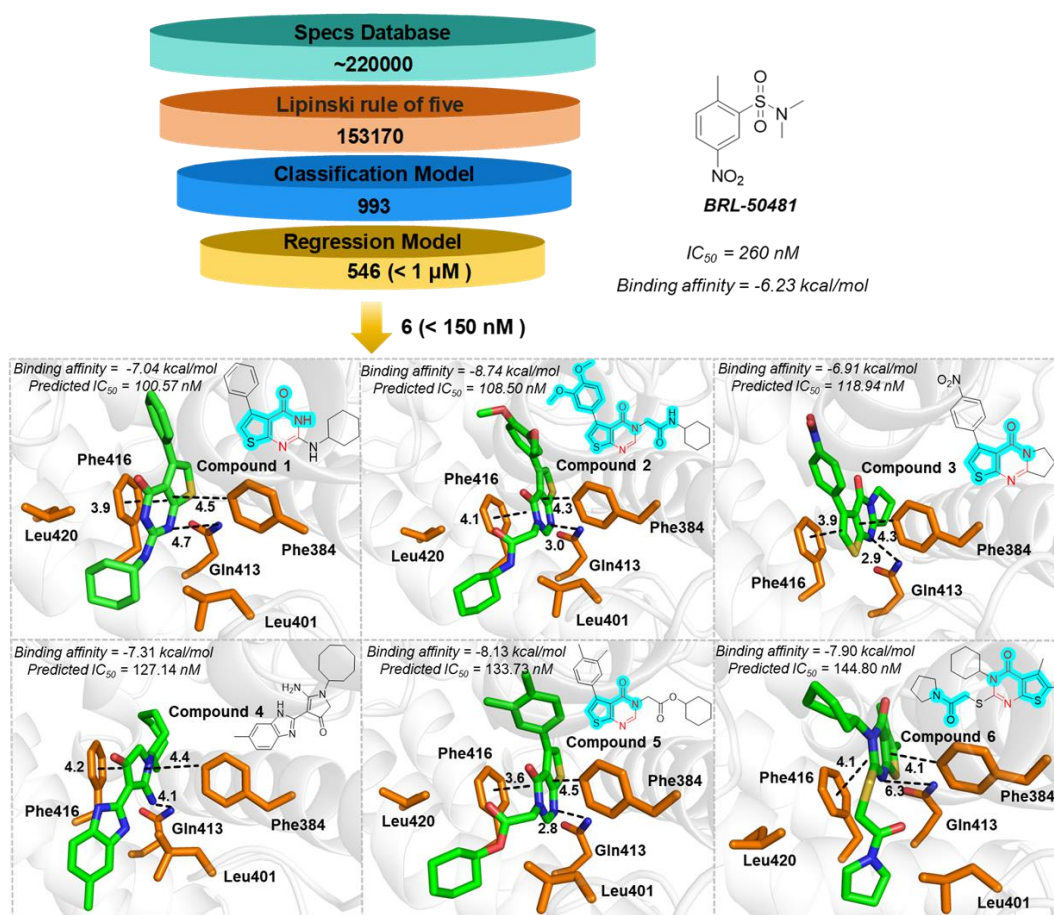 Specs Database
~220000
Lipinski rule of five
153170
Classification Model
993
Regression Model
546 (< 1 µM )
6 (< 150 nM )
O
S
N
O
NO2
BRL-50481
IC50 = 260 nM
Binding affinity = -6.23 kcal/mol
Binding affinity = -7.04 kcal/mol
Predicted IC50 = 100.57 nM
O
NH
S
N
N
H
Compound 1
Phe416
3.9
4.5
4.7
Leu420
Phe384
Gln413
Leu401
Binding affinity = -8.74 kcal/mol
Predicted IC50 = 108.50 nM
O
O
O
N
H
N
S
N
O
Compound 2
Phe416
4.1
4.3
3.0
Leu420
Phe384
Gln413
Leu401
Binding affinity = -6.91 kcal/mol
Predicted IC50 = 118.94 nM
O2N
O
N
S
N
Compound 3
3.9
4.3
2.9
Phe384
Phe416
Gln413
Binding affinity = -7.31 kcal/mol
Predicted IC50 = 127.14 nM
H2N
N
H
N
N
O
Compound 4
4.2
4.4
4.1
Phe416
Gln413
Phe384
Leu401
Binding affinity = -8.13 kcal/mol
Predicted IC50 = 133.73 nM
O
N
O
S
N
O
Compound 5
Phe416
3.6
4.5
2.8
Phe384
Leu420
Gln413
Leu401
Binding affinity = -7.90 kcal/mol
Predicted IC50 = 144.80 nM
O
N
N
S
N
S
O
Compound 6
Phe416
4.1
4.1
6.3
Phe384
Gln413
Leu420
Leu401